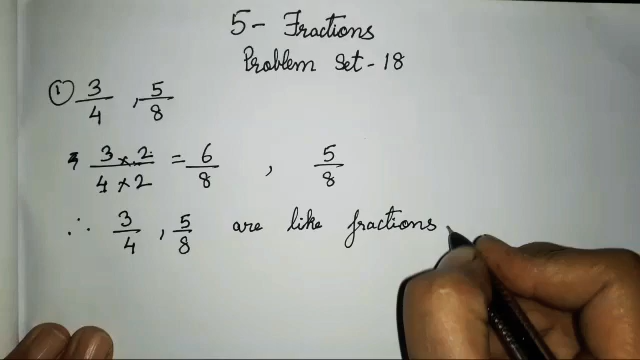 5 - Fractions
Problem Set - 18
① 3/4 , 5/8
3 × 2 / 4 × 2 = 6/8 , 5/8
∴ 3/4 , 5/8 are like fractions